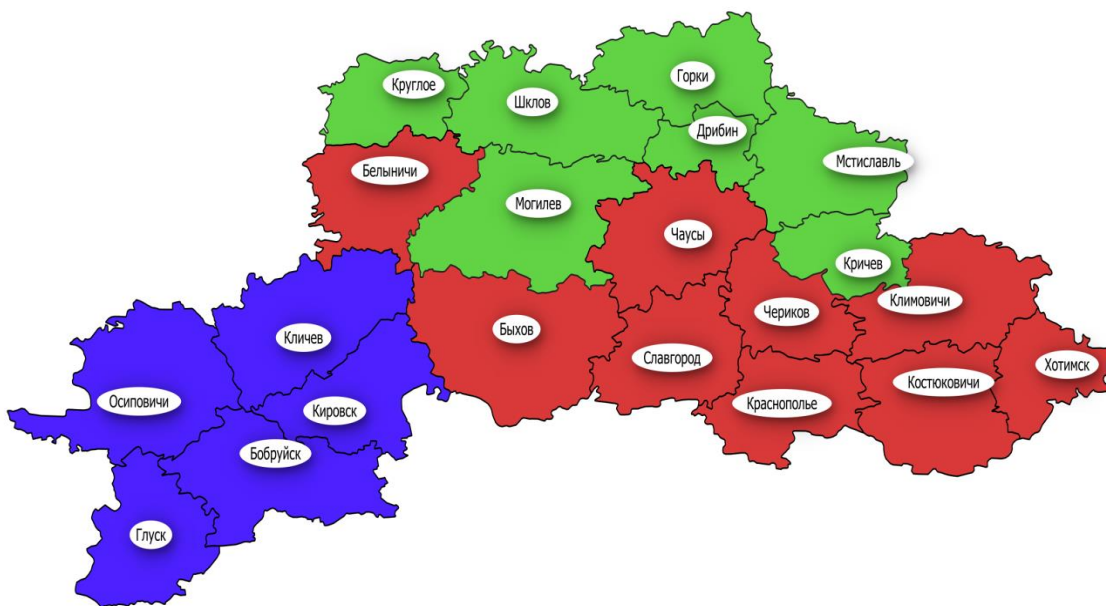 Горки
Круглое
Шклов
Дрибин
Мстиславль
Белыничи
Могилев
Чаусы
Кричев
Климовичи
Чериков
Быхов
Кличев
Славгород
Хотимск
Костюковичи
Краснополье
Осиповичи
Кировск
Бобруйск
Глуск